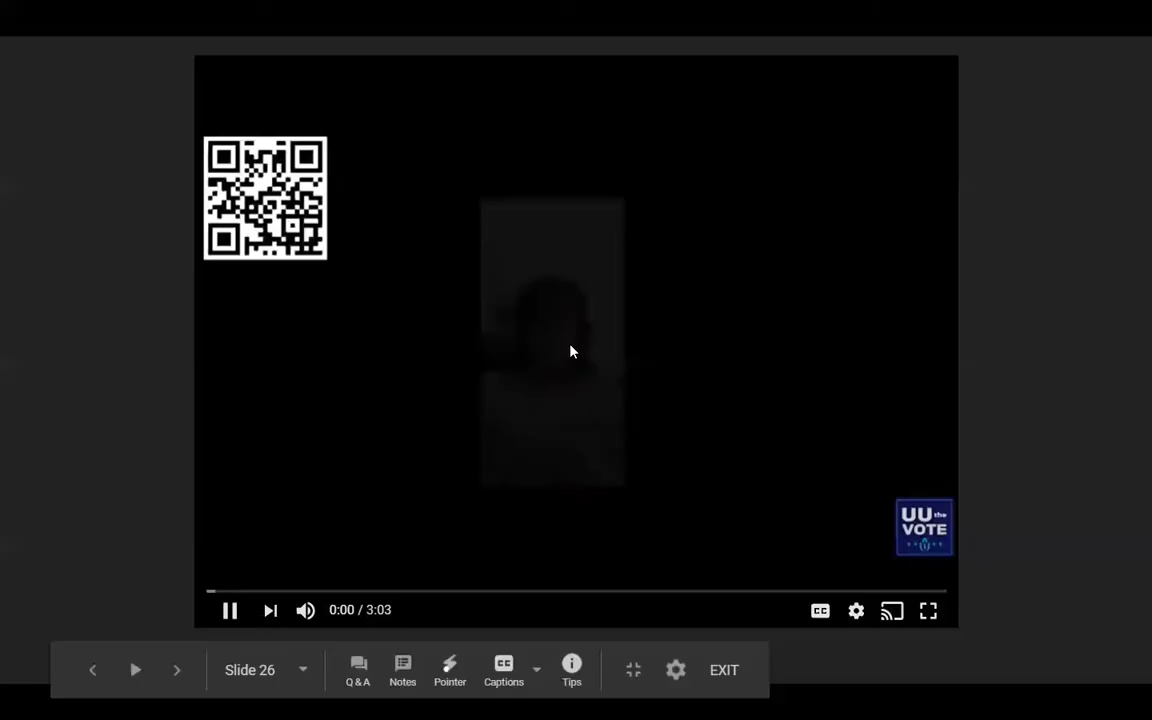 UU the
VOTE
0:00 / 3:03
Slide 26
Q & A
Notes
Pointer
Captions
Tips
EXIT